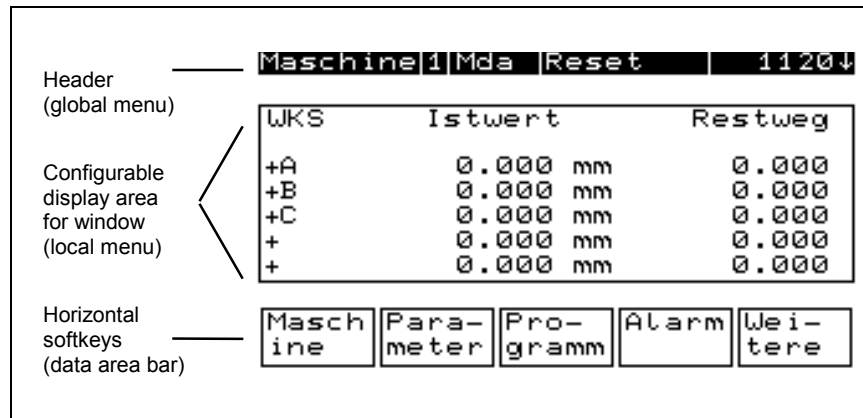 Header
(global menu)
Maschine|1|Mda |Reset | 1120↓
Configurable
display area
for window
(local menu)
WKS Istwert Restweg
+A 0.000 mm 0.000
+B 0.000 mm 0.000
+C 0.000 mm 0.000
+ 0.000 mm 0.000
+ 0.000 mm 0.000
Horizontal
softkeys
(data area bar)
Masch Para- Pro- Alarm Wei-
ine meter gramm tere